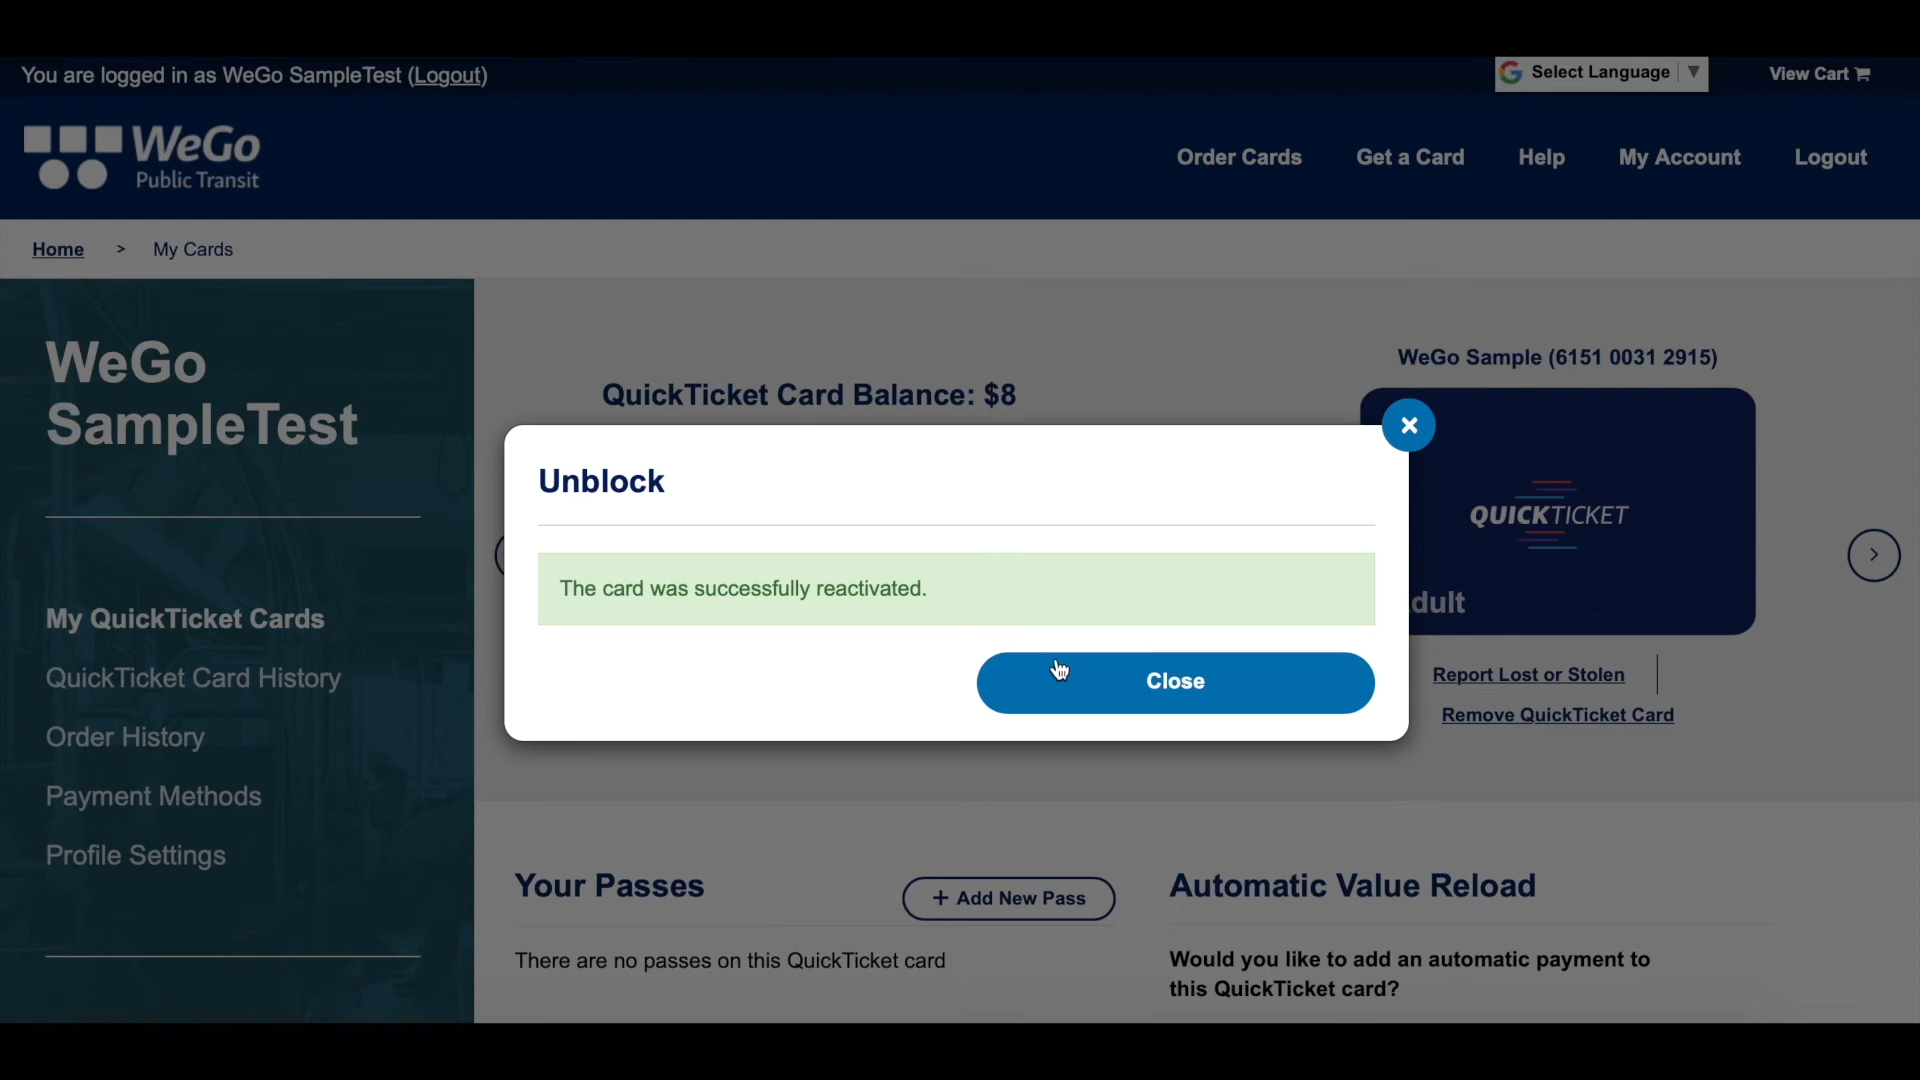 You are logged in as WeGo SampleTest (Logout)
Select Language ▼
View Cart
WeGo
Public Transit
Order Cards
Get a Card
Help
My Account
Logout
Home > My Cards
WeGo
SampleTest
My QuickTicket Cards
QuickTicket Card History
Order History
Payment Methods
Profile Settings
QuickTicket Card Balance: $8
WeGo Sample (6151 0031 2915)
QUICKTICKET
dult
Report Lost or Stolen
Remove QuickTicket Card
Unblock
The card was successfully reactivated.
Close
Your Passes
+ Add New Pass
There are no passes on this QuickTicket card
Automatic Value Reload
Would you like to add an automatic payment to
this QuickTicket card?